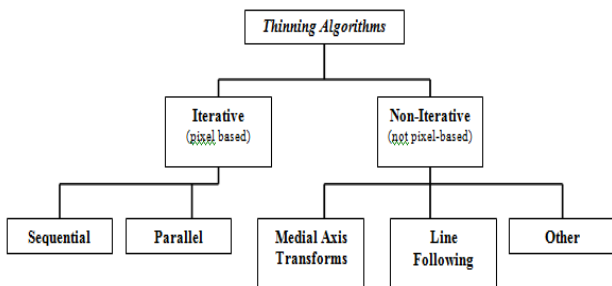 Thinning Algorithms
Iterative
(pixel based)
Non-Iterative
(not pixel-based)
Sequential
Parallel
Medial Axis
Transforms
Line
Following
Other